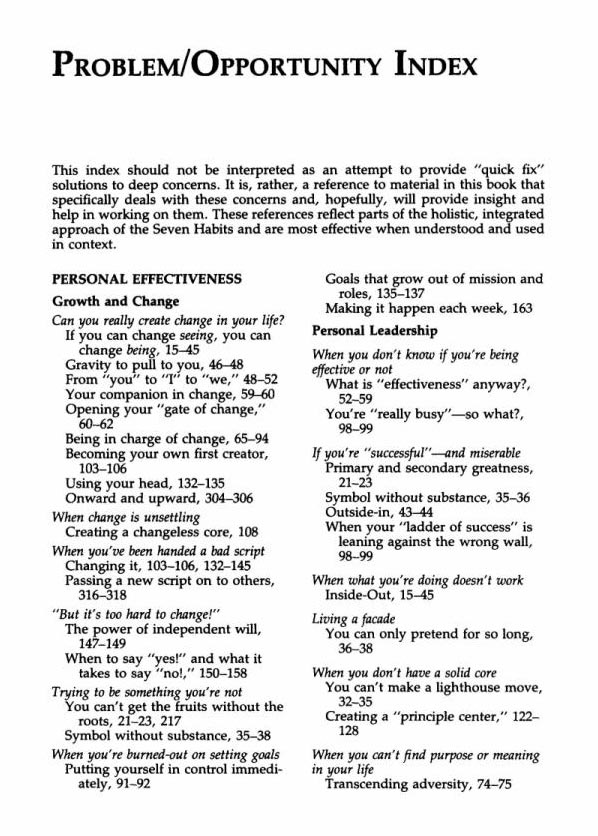 PROBLEM/OPPORTUNITY INDEX
This index should not be interpreted as an attempt to provide "quick fix"
solutions to deep concerns. It is, rather, a reference to material in this book that
specifically deals with these concerns and, hopefully, will provide insight and
help in working on them. These references reflect parts of the holistic, integrated
approach of the Seven Habits and are most effective when understood and used
in context.
PERSONAL EFFECTIVENESS
Growth and Change
Can you really create change in your life?
If you can change seeing, you can
change being, 15–45
Gravity to pull to you, 46–48
From "you" to "I" to "we," 48–52
Your companion in change, 59–60
Opening your "gate of change,"
60–62
Being in charge of change, 65–94
Becoming your own first creator,
103–106
Using your head, 132–135
Onward and upward, 304–306
When change is unsettling
Creating a changeless core, 108
When you've been handed a bad script
Changing it, 103–106, 132–145
Passing a new script on to others,
316–318
"But it's too hard to change!"
The power of independent will,
147–149
When to say "yes!" and what it
takes to say "no!," 150–158
Trying to be something you're not
You can't get the fruits without the
roots, 21–23, 217
Symbol without substance, 35–38
When you're burned-out on setting goals
Putting yourself in control immedi-
ately, 91–92
Goals that grow out of mission and
roles, 135–137
Making it happen each week, 163
Personal Leadership
When you don't know if you're being
effective or not
What is "effectiveness" anyway?,
52–59
You're "really busy"—so what?,
98–99
If you're "successful"—and miserable
Primary and secondary greatness,
21–23
Symbol without substance, 35–36
Outside-in, 43–44
When your "ladder of success" is
leaning against the wrong wall,
98–99
When what you're doing doesn't work
Inside-Out, 15–45
Living a facade
You can only pretend for so long,
36–38
When you don't have a solid core
You can't make a lighthouse move,
32–35
Creating a "principle center," 122–
128
When you can't find purpose or meaning
in your life
Transcending adversity, 74–75